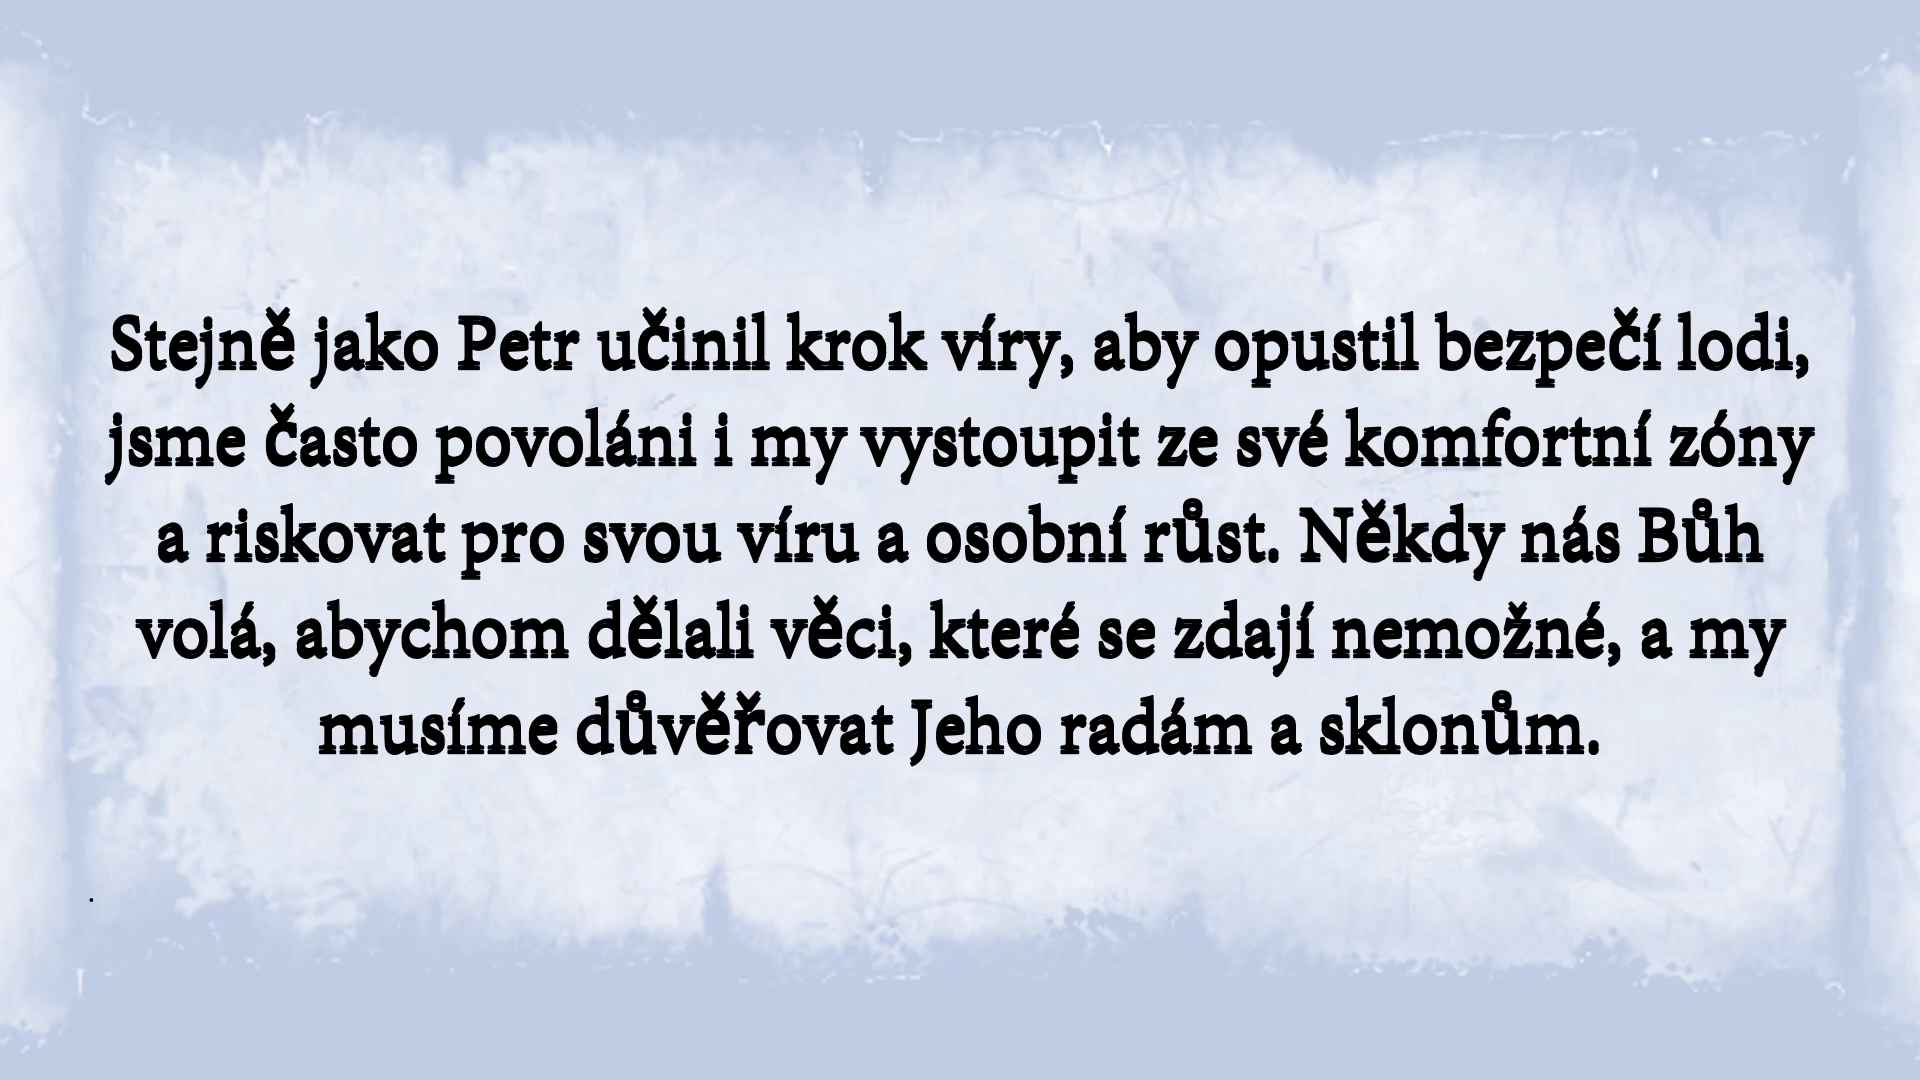 Stejně jako Petr učinil krok víry, aby opustil bezpečí lodi,
jsme často povoláni i my vystoupit ze své komfortní zóny
a riskovat pro svou víru a osobní růst. Někdy nás Bůh
volá, abychom dělali věci, které se zdají nemožné, a my
musíme důvěřovat Jeho radám a sklonům.
.